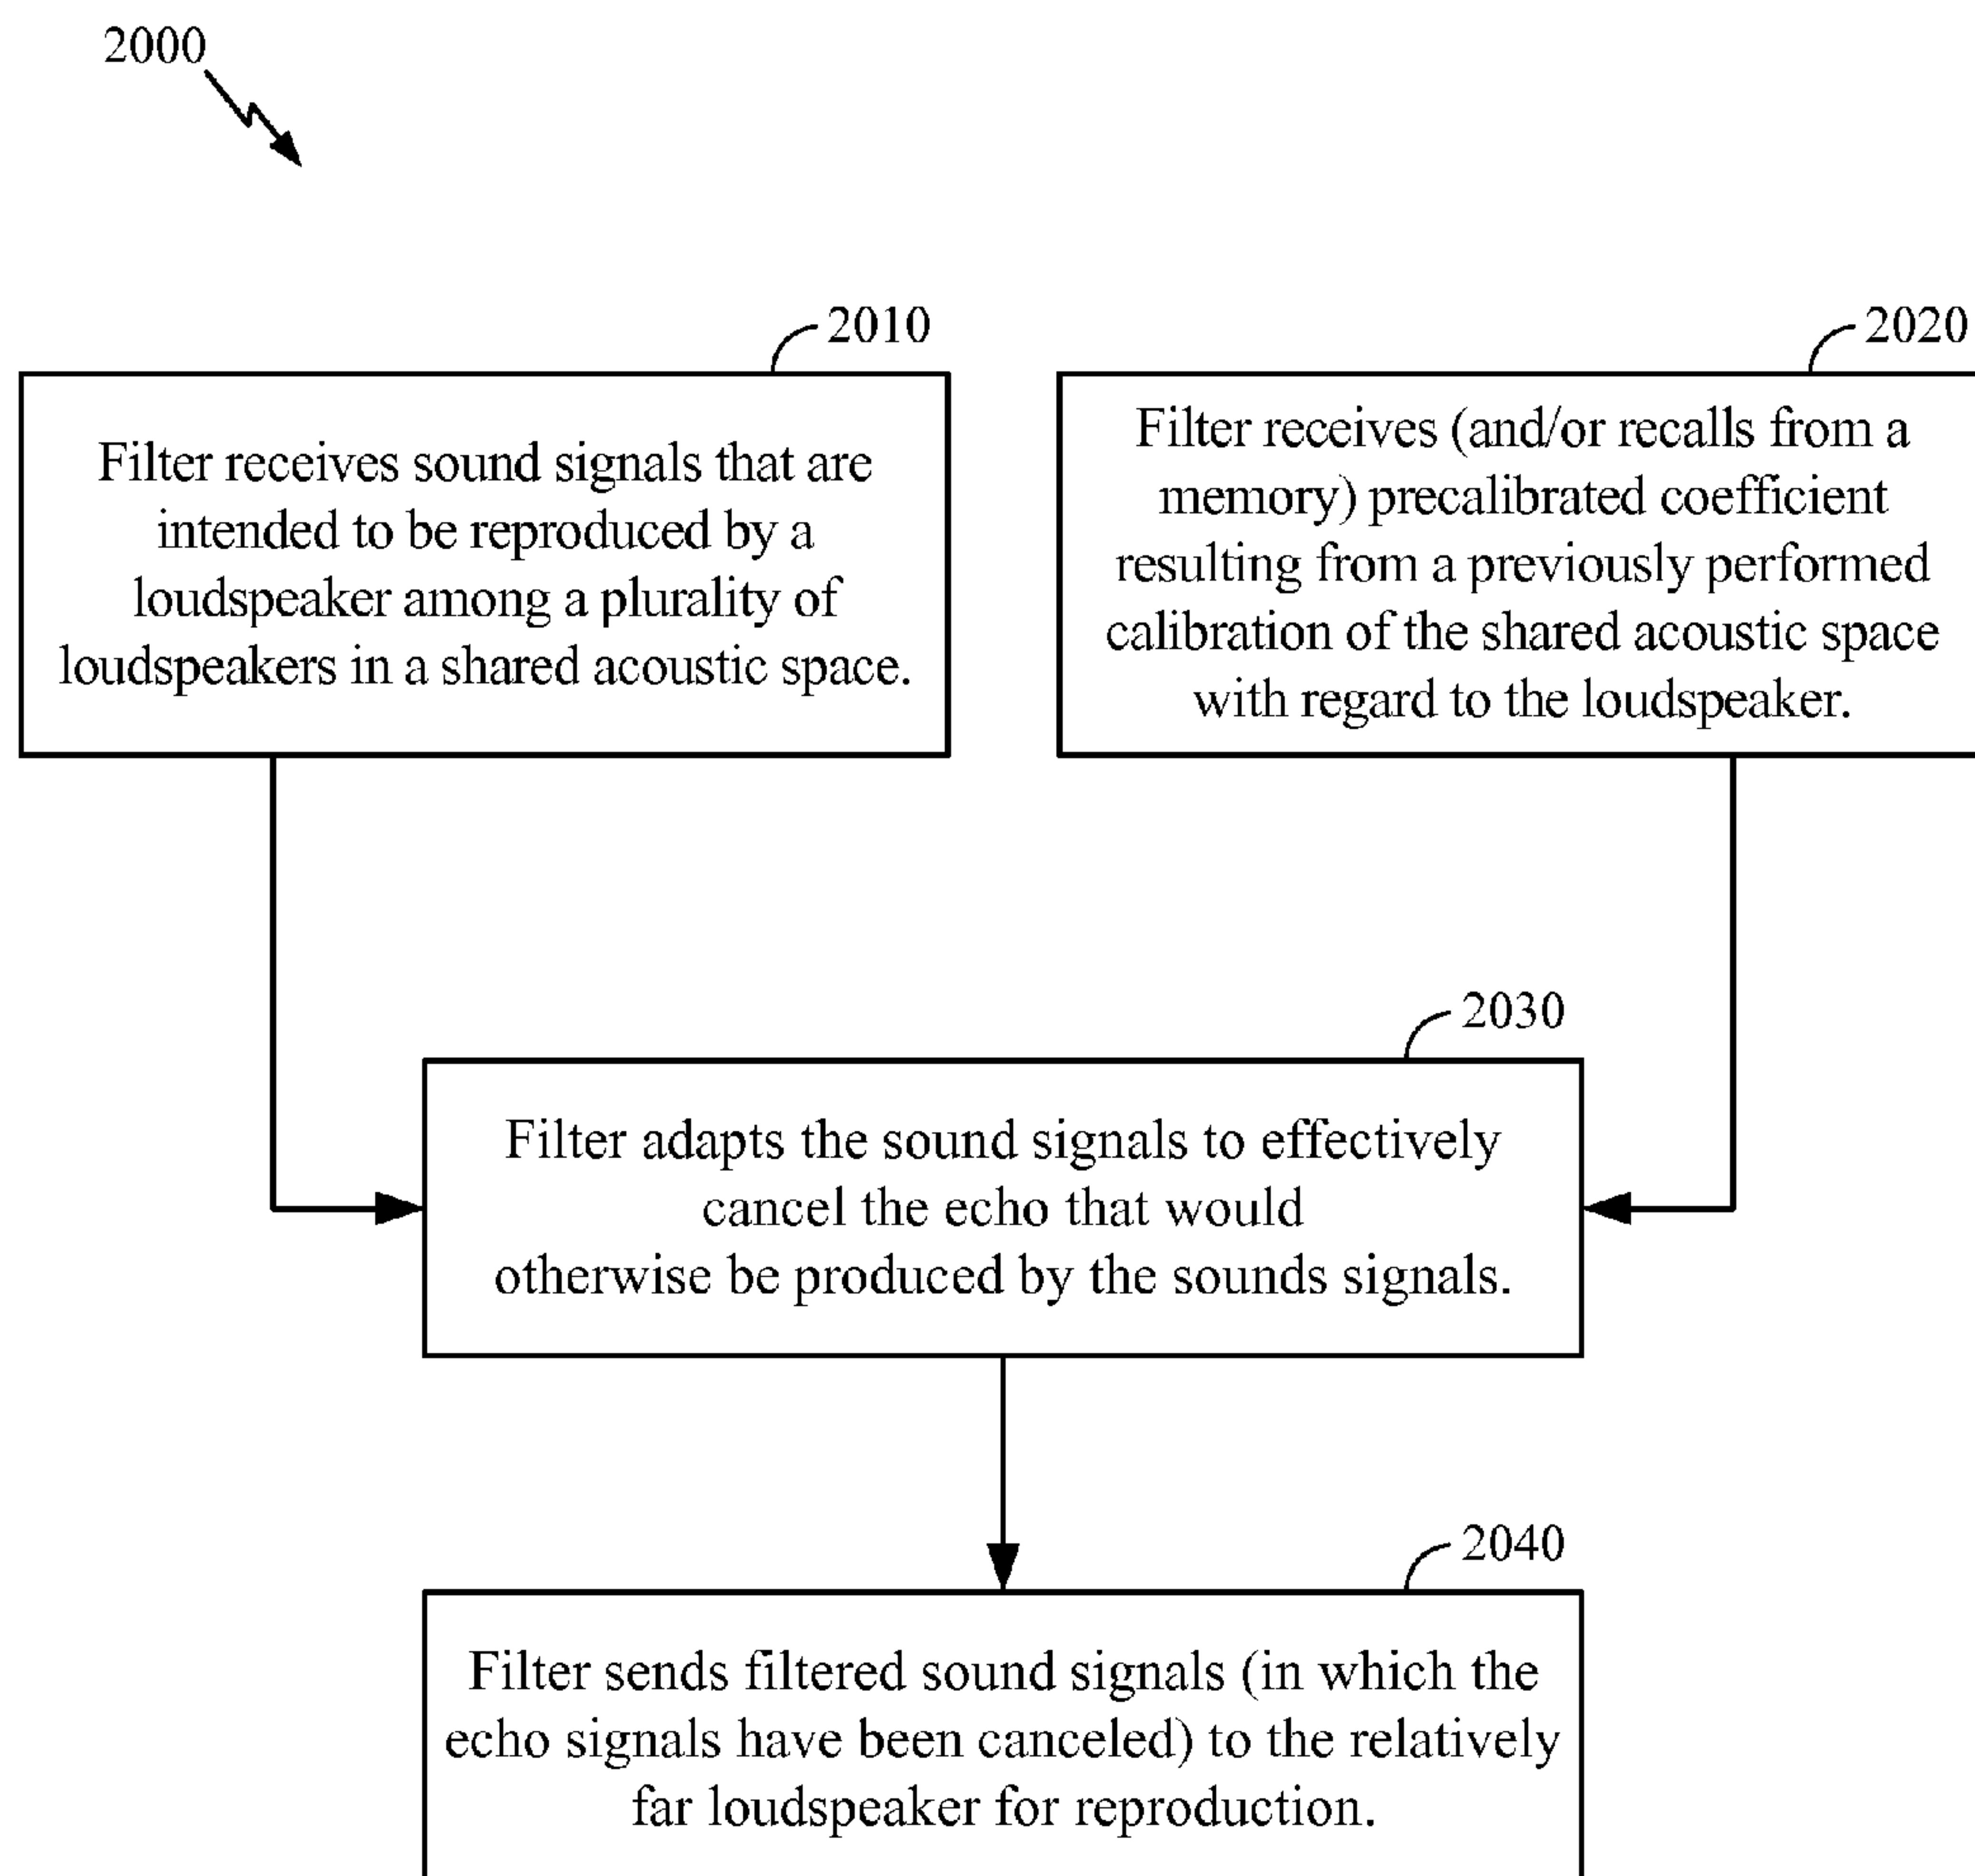 2000
2010
Filter receives sound signals that are
intended to be reproduced by a
loudspeaker among a plurality of
loudspeakers in a shared acoustic space.
2020
Filter receives (and/or recalls from a
memory) precalibrated coefficient
resulting from a previously performed
calibration of the shared acoustic space
with regard to the loudspeaker.
2030
Filter adapts the sound signals to effectively
cancel the echo that would
otherwise be produced by the sounds signals.
2040
Filter sends filtered sound signals (in which the
echo signals have been canceled) to the relatively
far loudspeaker for reproduction.